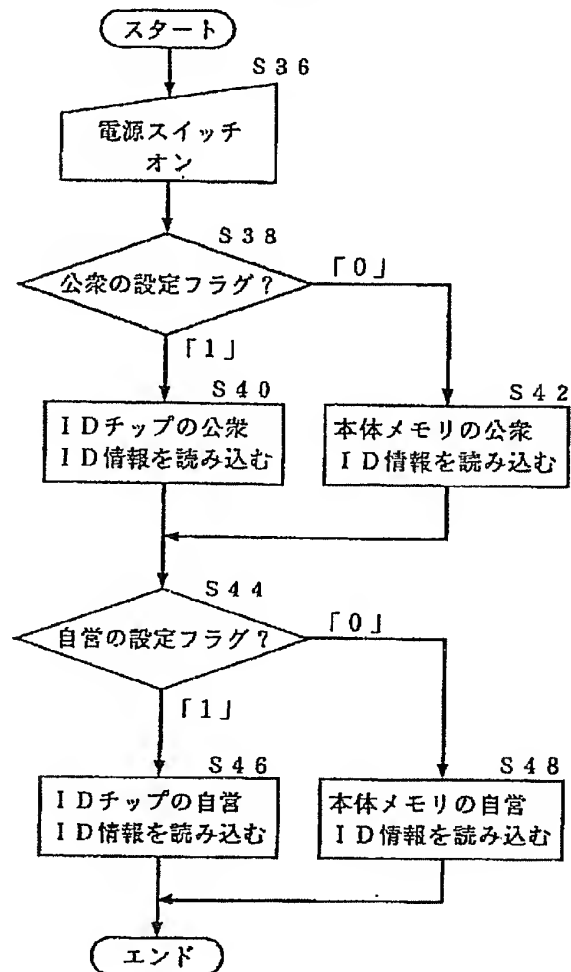 スタート
S36
電源スイッチ
オン
S38
公衆の設定フラグ?
「0」
「1」
S40
IDチップの公衆
ID情報を読み込む
S42
本体メモリの公衆
ID情報を読み込む
S44
自営の設定フラグ?
「0」
「1」
S46
IDチップの自営
ID情報を読み込む
S48
本体メモリの自営
ID情報を読み込む
エンド